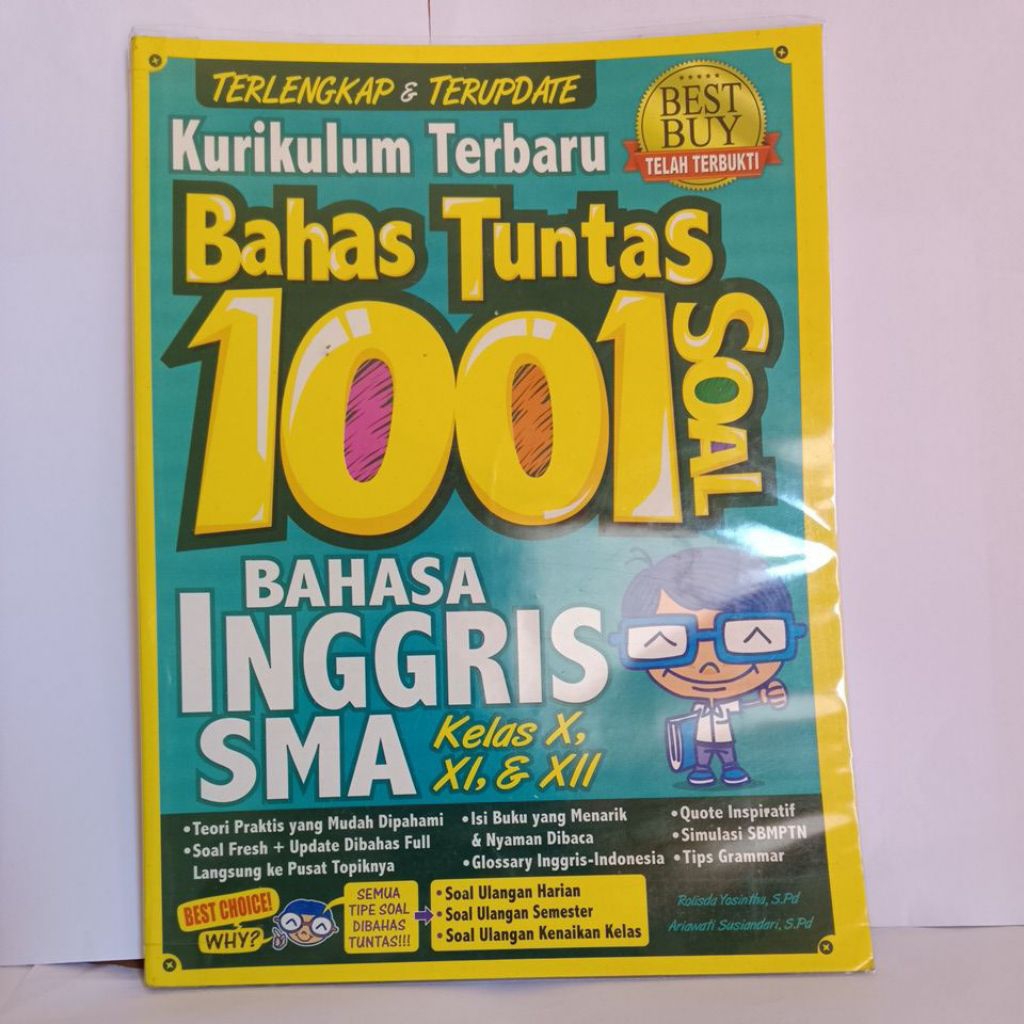 TERLENGKAP & TERUPDATE
BEST
BUY
TELAH TERBUKTI
Kurikulum Terbaru
Bahas Tuntas
1001
SOAL
BAHASA
INGGRIS
SMA
Kelas X,
XI, & XII
•Teori Praktis yang Mudah Dipahami
•Soal Fresh + Update Dibahas Full
Langsung ke Pusat Topiknya
•Isi Buku yang Menarik
& Nyaman Dibaca
•Glossary Inggris-Indonesia
•Quote Inspiratif
•Simulasi SBMPTN
•Tips Grammar
BEST CHOICE!
WHY?
SEMUA
TIPE SOAL
DIBAHAS
TUNTAS!!!
•Soal Ulangan Harian
•Soal Ulangan Semester
•Soal Ulangan Kenaikan Kelas
Rolisda Yosintha, S.Pd
Ariawati Susiandari, S.Pd